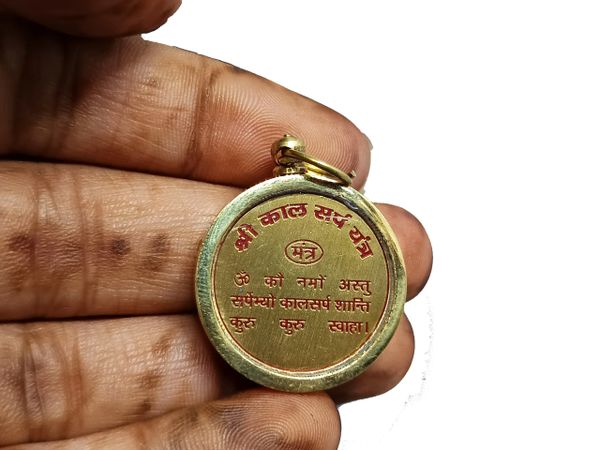 श्री काल सर्प यंत्र
मंत्र
ॐ कौ नमों अस्तु
सर्पेभ्यो कालसर्प शान्ति
कुरु कुरु स्वाहा।